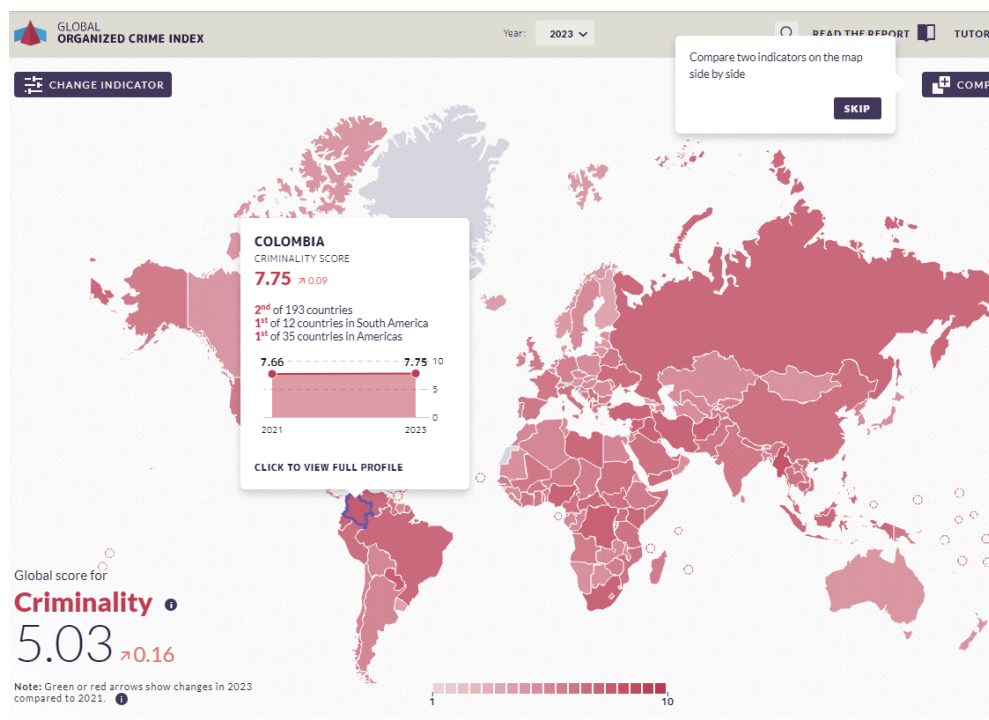 GLOBAL
ORGANIZED CRIME INDEX
Year: 2023
READ THE REPORT
Compare two indicators on the map
side by side
SKIP
CHANGE INDICATOR
COLOMBIA
CRIMINALITY SCORE
7.75 ↗0.09
2nd of 193 countries
1st of 12 countries in South America
1st of 35 countries in Americas
7.66 7.75 10
5
0
2021 2023
CLICK TO VIEW FULL PROFILE
Global score for
Criminality i
5.03 ↗0.16
Note: Green or red arrows show changes in 2023
compared to 2021. i
1 10